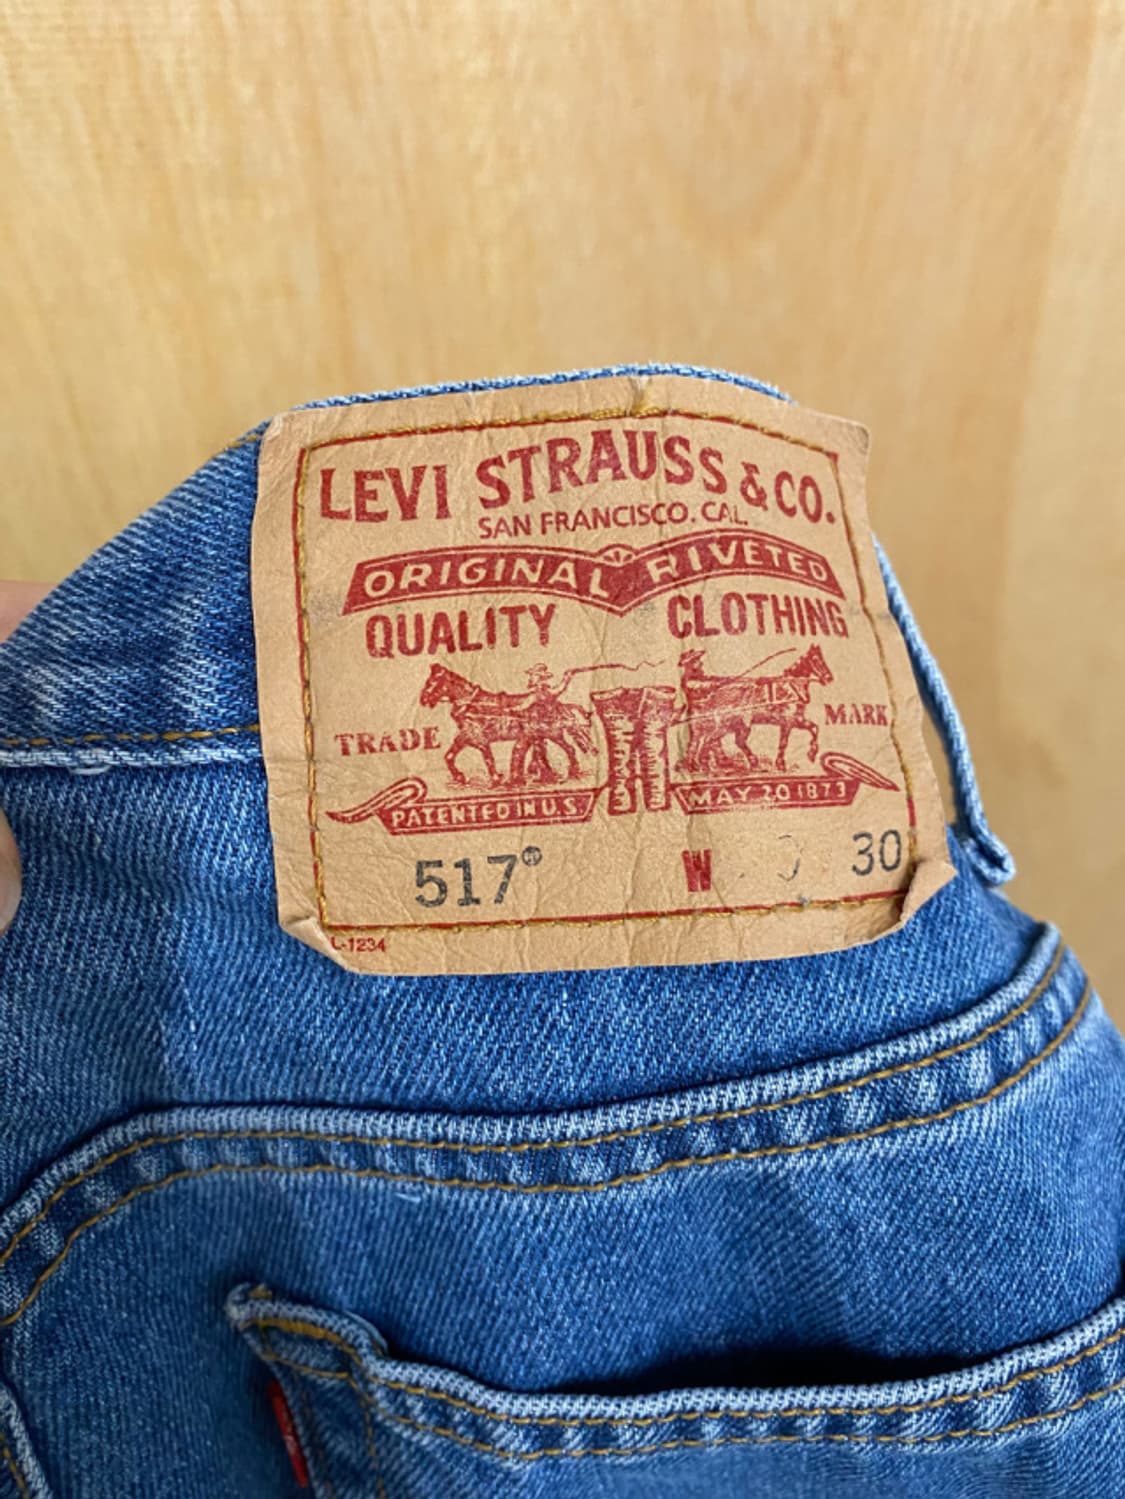 LEVI STRAUSS & CO.
SAN FRANCISCO. CAL.
ORIGINAL RIVETED
QUALITY CLOTHING
TRADE MARK
PATENTED IN U.S. MAY 20 1873
517® W 30
L-1234